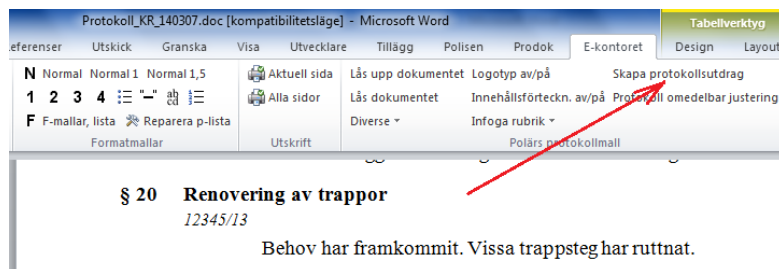 Protokoll_KR_140307.doc [kompatibilitetsläge] - Microsoft Word Tabellverktyg
eferenser Utskick Granska Visa Utvecklare Tillägg Polisen Prodok E-kontoret Design Layout
N Normal Normal 1 Normal 1,5 Aktuell sida Lås upp dokumentet Logotyp av/på Skapa protokollsutdrag
1 2 3 4 "–" ab cd Alla sidor Lås dokumentet Innehållsförteckn. av/på Protokoll omedelbar justering
F F-mallar, lista Reparera p-lista Diverse Infoga rubrik
Formatmallar Utskrift Polärs protokollmall
§ 20 Renovering av trappor
12345/13
Behov har framkommit. Vissa trappsteg har ruttnat.